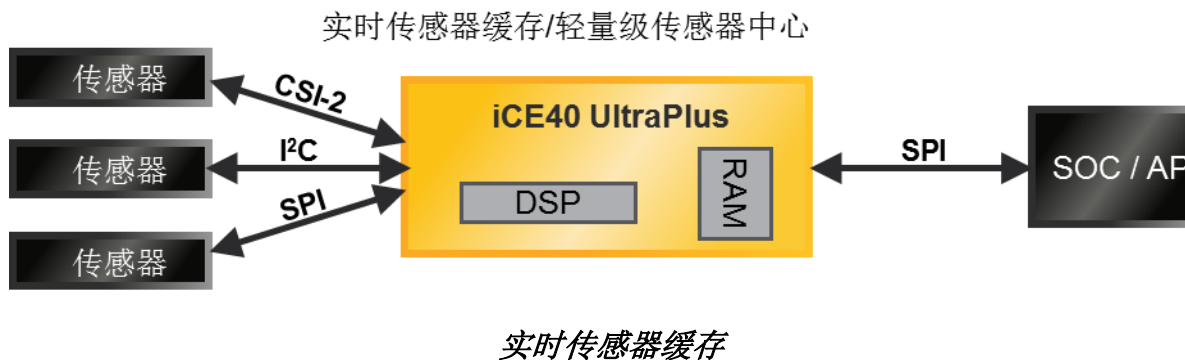 实时传感器缓存/轻量级传感器中心
传感器
CSI-2
iCE40 UltraPlus
传感器
I²C
DSP
RAM
SPI
SOC / AP
SPI
传感器
实时传感器缓存